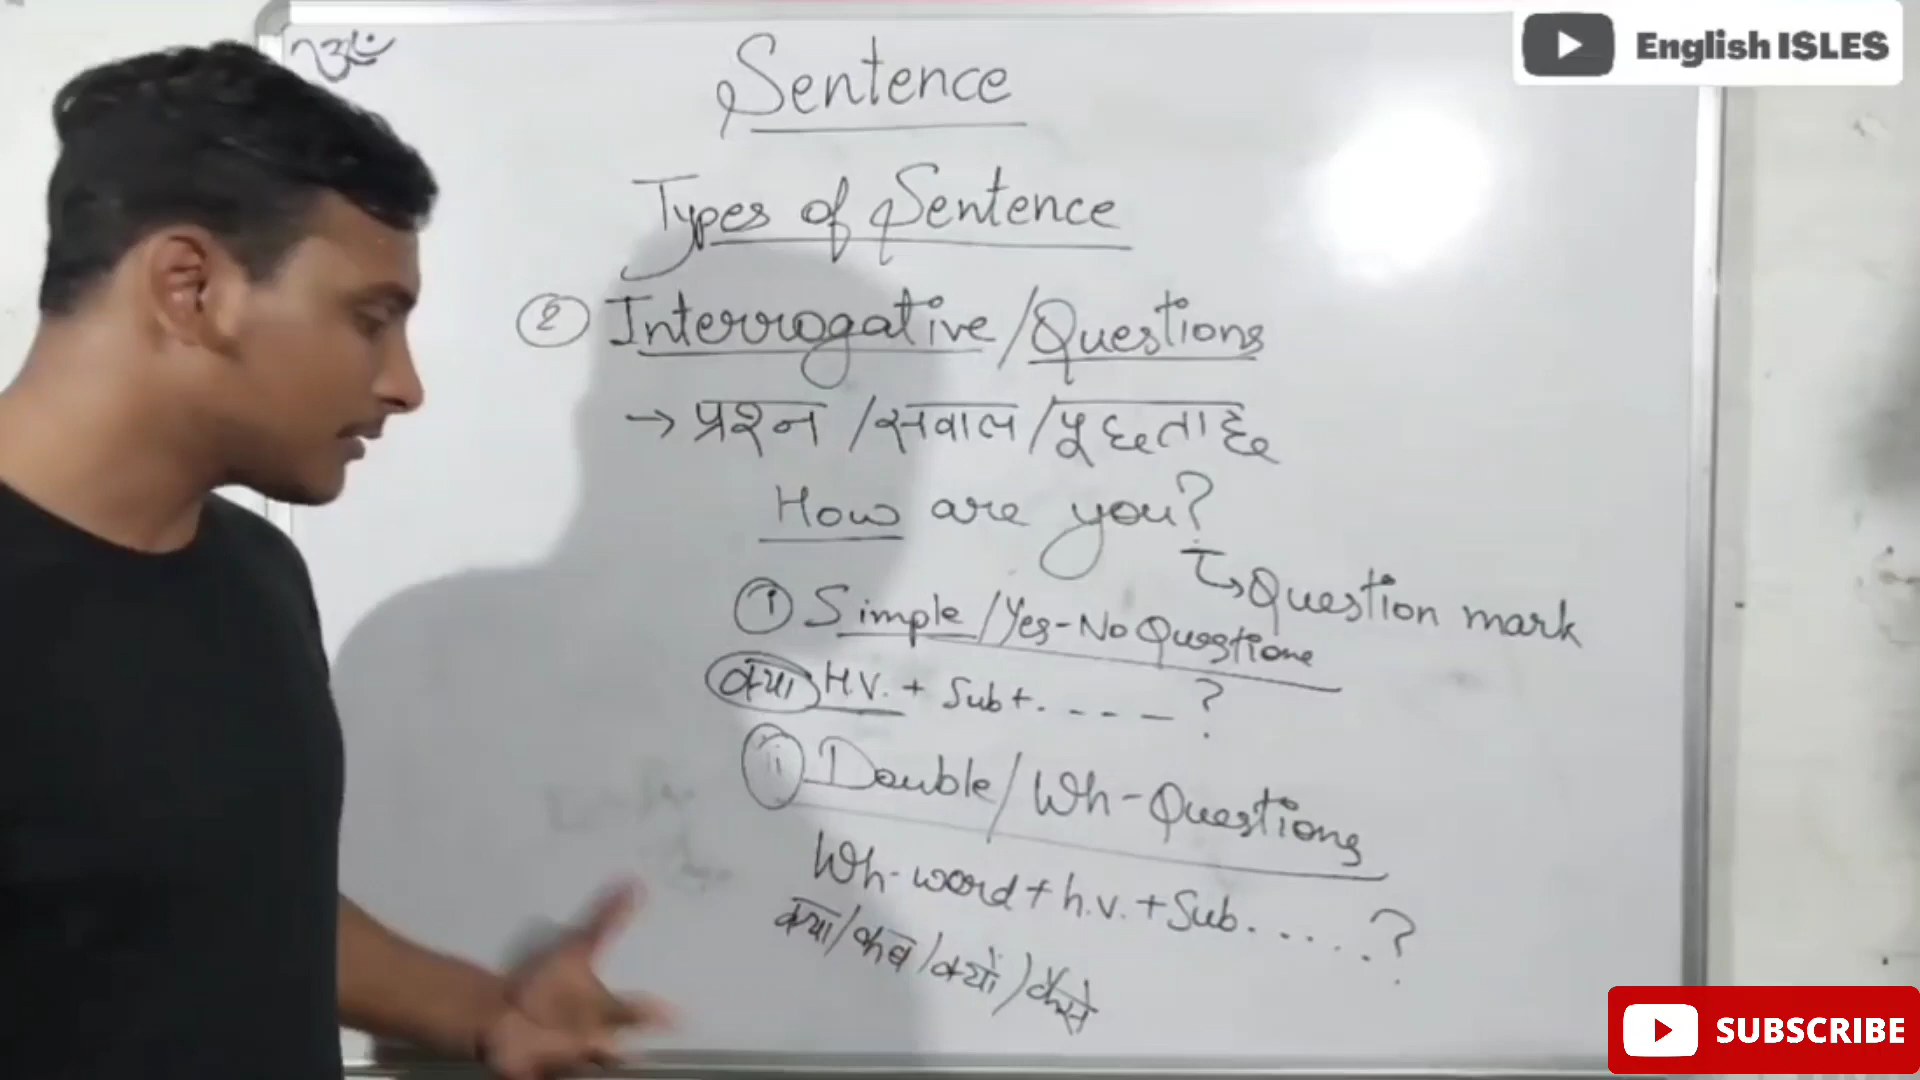 ॐ
English ISLES
Sentence
Types of Sentence
② Interrogative / Questions
→ प्रश्न / सवाल / पूछताछ
How are you?
↳ Question mark
① Simple / Yes-No Questions
क्या H.V. + Sub + . - - - - ?
ⓘⓘ Double / Wh-Questions
Wh-word + h.v. + Sub. . . . . . ?
क्या / कब / क्यों / कैसे
SUBSCRIBE